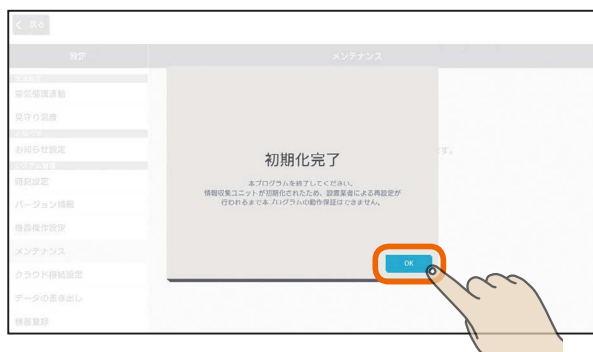 戻る
設定
メンテナンス
見守り設定
お知らせ設定
す。
時刻設定
バージョン情報
機器操作設定
メンテナンス
クラウド接続設定
データの書き出し
機器登録
初期化完了
本プログラムを終了してください。
情報収集ユニットが初期化されたため、設置業者による再設定が
行われるまで本プログラムの動作保証はできません。
OK